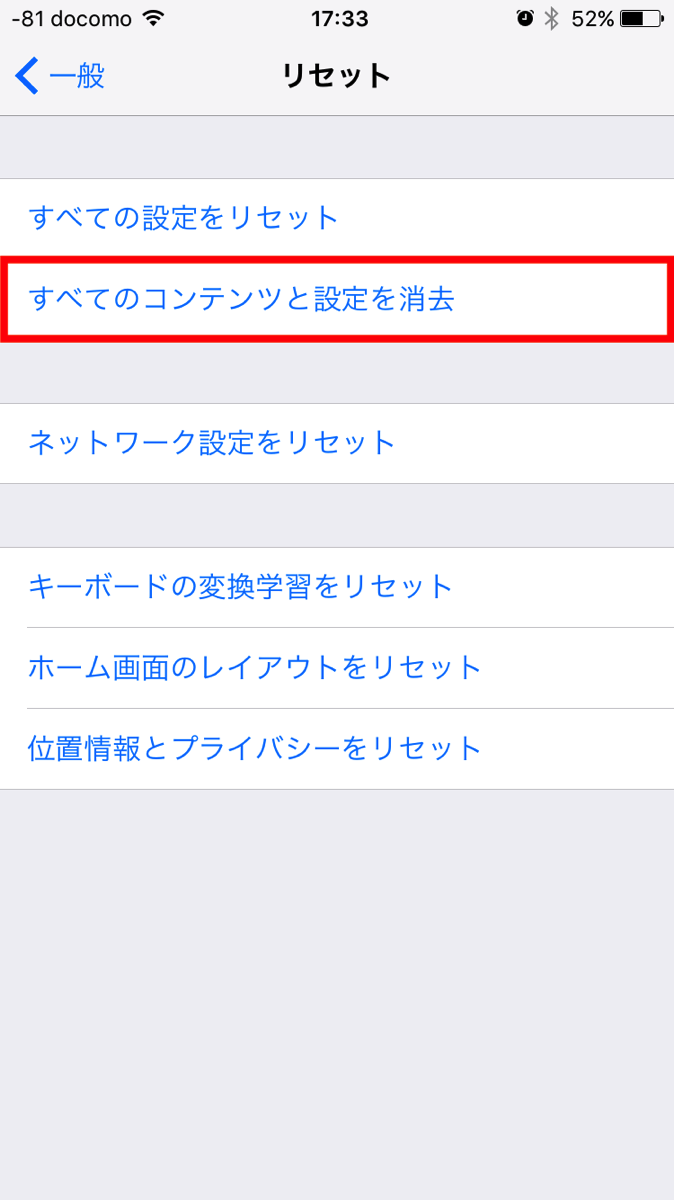 -81 docomo 17:33 52%
一般 リセット
すべての設定をリセット
すべてのコンテンツと設定を消去
ネットワーク設定をリセット
キーボードの変換学習をリセット
ホーム画面のレイアウトをリセット
位置情報とプライバシーをリセット